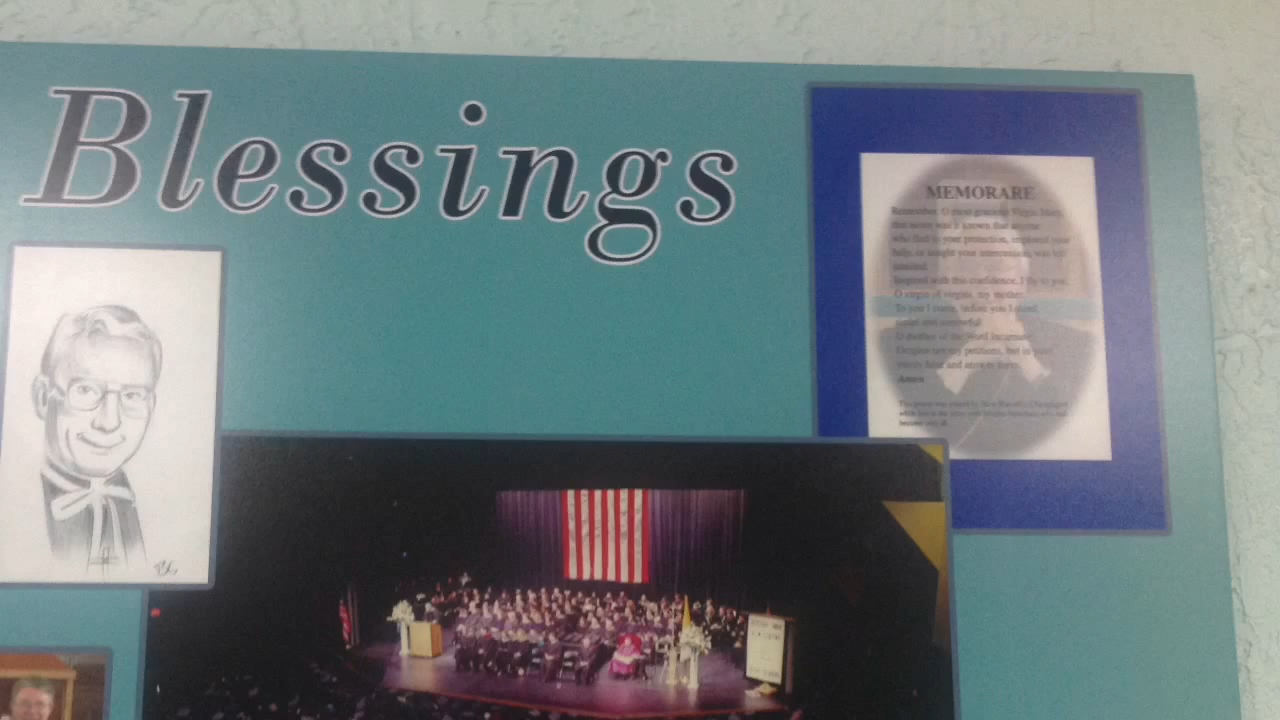 Blessings
MEMORARE
Remember, O most gracious Virgin Mary,
that never was it known that anyone
who fled to your protection, implored your
help, or sought your intercession, was left
unaided.
Inspired with this confidence, I fly to you,
O virgin of virgins, my mother.
To you I come, before you I stand,
sinful and sorrowful.
O mother of the Word Incarnate,
Despise not my petitions, but in your
mercy hear and answer them.
Amen